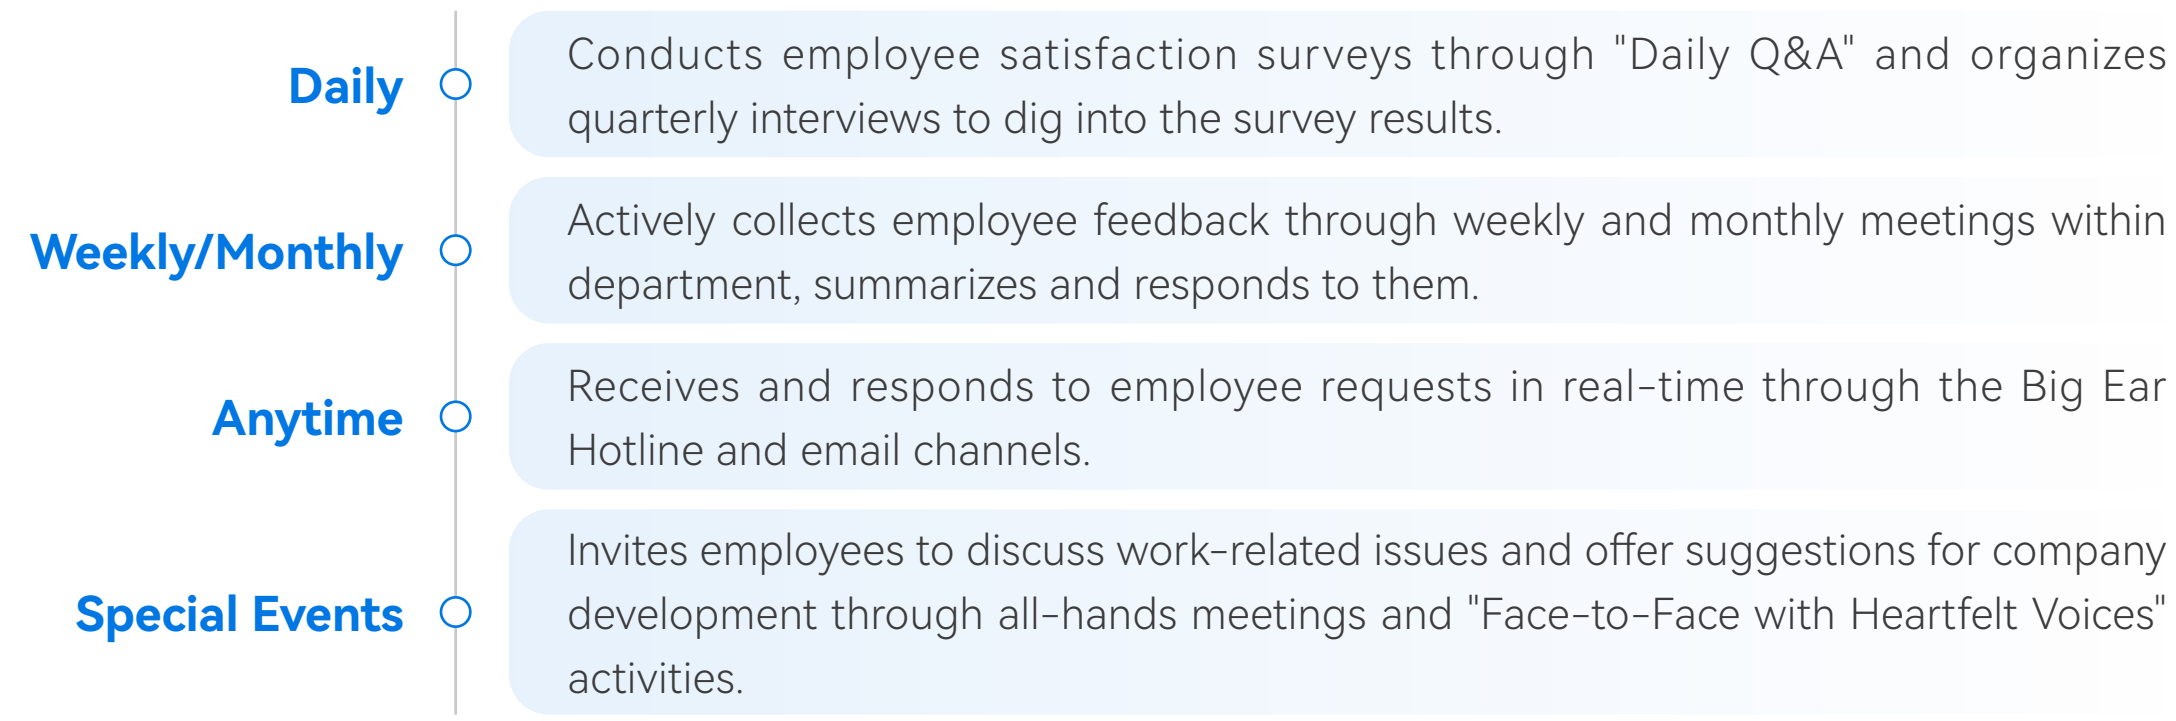 Daily
Conducts employee satisfaction surveys through "Daily Q&A" and organizes
quarterly interviews to dig into the survey results.
Weekly/Monthly
Actively collects employee feedback through weekly and monthly meetings within
department, summarizes and responds to them.
Anytime
Receives and responds to employee requests in real-time through the Big Ear
Hotline and email channels.
Special Events
Invites employees to discuss work-related issues and offer suggestions for company
development through all-hands meetings and "Face-to-Face with Heartfelt Voices"
activities.